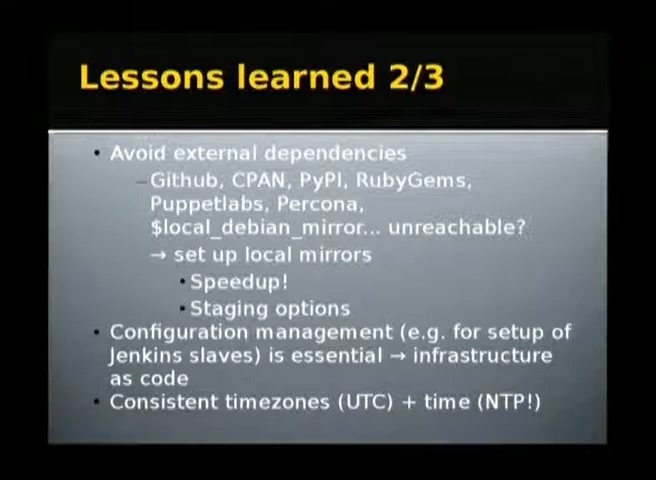 Lessons learned 2/3
• Avoid external dependencies
–Github, CPAN, PyPI, RubyGems,
Puppetlabs, Percona,
$local_debian_mirror... unreachable?
→ set up local mirrors
•Speedup!
•Staging options
• Configuration management (e.g. for setup of
Jenkins slaves) is essential → infrastructure
as code
• Consistent timezones (UTC) + time (NTP!)